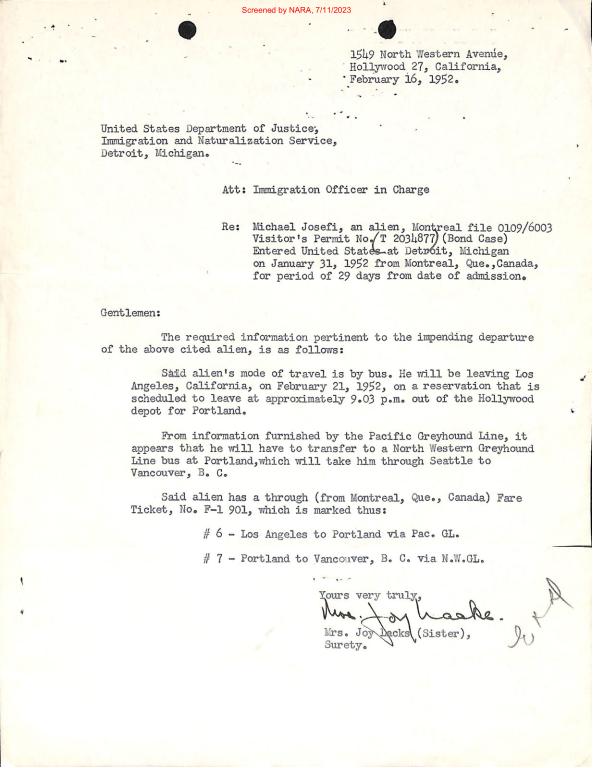 Screened by NARA, 7/11/2023
1549 North Western Avenue,
Hollywood 27, California,
February 16, 1952.
United States Department of Justice,
Immigration and Naturalization Service,
Detroit, Michigan.
Att: Immigration Officer in Charge
Re: Michael Josefi, an alien, Montreal file 0109/6003
Visitor's Permit No.(T 2034877) (Bond Case)
Entered United States at Detroit, Michigan
on January 31, 1952 from Montreal, Que.,Canada,
for period of 29 days from date of admission.
Gentlemen:
The required information pertinent to the impending departure
of the above cited alien, is as follows:
Said alien's mode of travel is by bus. He will be leaving Los
Angeles, California, on February 21, 1952, on a reservation that is
scheduled to leave at approximately 9.03 p.m. out of the Hollywood
depot for Portland.
From information furnished by the Pacific Greyhound Line, it
appears that he will have to transfer to a North Western Greyhound
Line bus at Portland,which will take him through Seattle to
Vancouver, B. C.
Said alien has a through (from Montreal, Que., Canada) Fare
Ticket, No. F-1 901, which is marked thus:
# 6 - Los Angeles to Portland via Pac. GL.
# 7 - Portland to Vancouver, B. C. via N.W.GL.
Yours very truly,
Mrs. Joy
Mrs. Joy Dacks (Sister),
Surety.